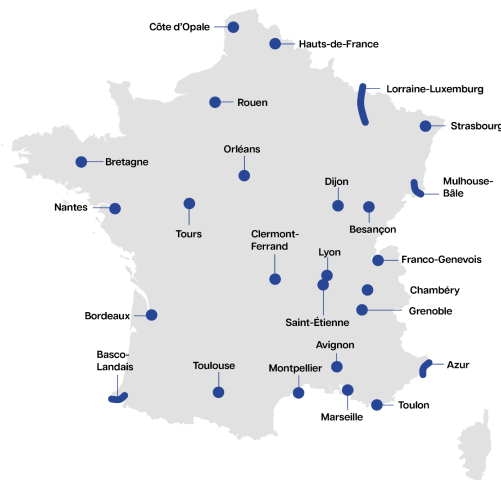 Côte d'Opale
Hauts-de-France
Lorraine-Luxemburg
Rouen
Strasbourg
Orléans
Bretagne
Dijon
Mulhouse-
Bâle
Nantes
Tours
Besançon
Clermont-
Ferrand
Lyon
Franco-Genevois
Chambéry
Grenoble
Bordeaux
Saint-Étienne
Avignon
Basco-
Landais
Toulouse
Montpellier
Azur
Marseille
Toulon